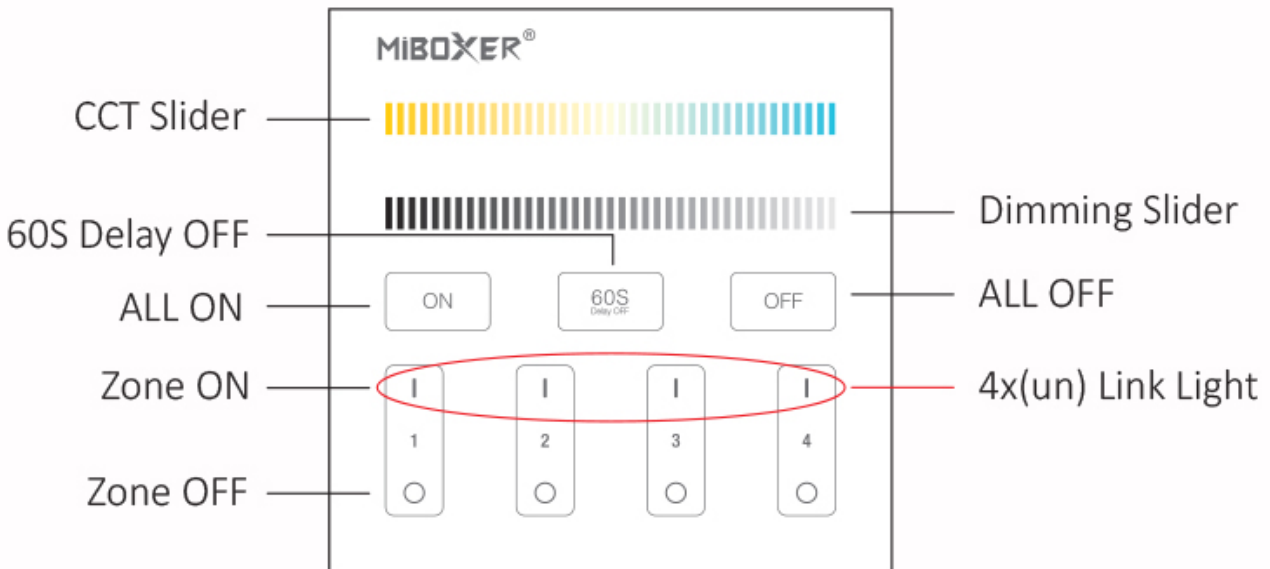 MiBOXER®
CCT Slider
60S Delay OFF
Dimming Slider
ALL ON
ON
60S
Delay OFF
OFF
ALL OFF
Zone ON
I I I I
4x(un) Link Light
1 2 3 4
Zone OFF